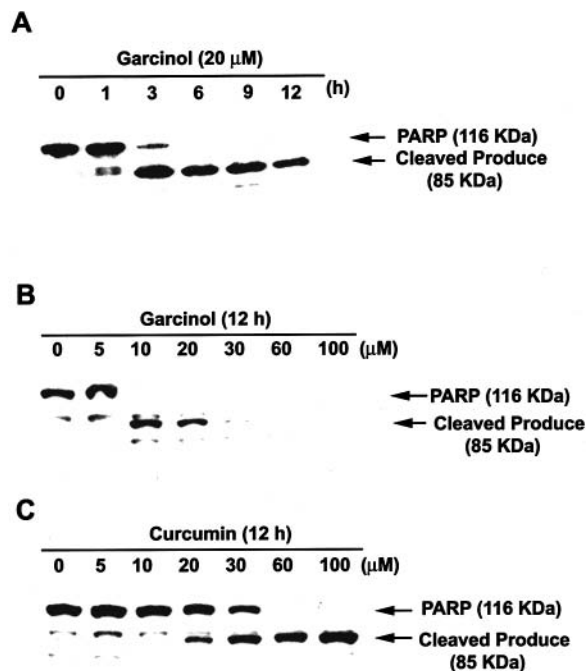 A
Garcinol (20 μM)
0 1 3 6 9 12 (h)
PARP (116 KDa)
Cleaved Produce
(85 KDa)
B
Garcinol (12 h)
0 5 10 20 30 60 100 (μM)
PARP (116 KDa)
Cleaved Produce
(85 KDa)
C
Curcumin (12 h)
0 5 10 20 30 60 100 (μM)
PARP (116 KDa)
Cleaved Produce
(85 KDa)